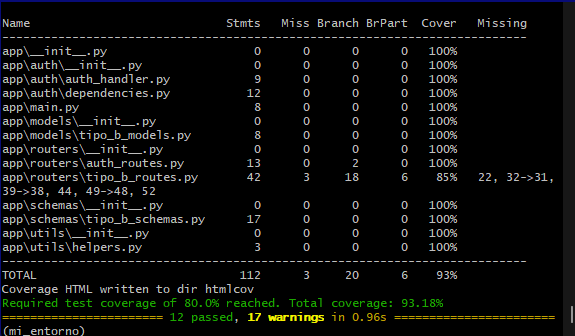 Name Stmts Miss Branch BrPart Cover Missing
---------------------------------------------------------------------------
app\__init__.py 0 0 0 0 100%
app\auth\__init__.py 0 0 0 0 100%
app\auth\auth_handler.py 9 0 0 0 100%
app\auth\dependencies.py 12 0 0 0 100%
app\main.py 8 0 0 0 100%
app\models\__init__.py 0 0 0 0 100%
app\models\tipo_b_models.py 8 0 0 0 100%
app\routers\__init__.py 0 0 0 0 100%
app\routers\auth_routes.py 13 0 2 0 100%
app\routers\tipo_b_routes.py 42 3 18 6 85% 22, 32->31,
39->38, 44, 49->48, 52
app\schemas\__init__.py 0 0 0 0 100%
app\schemas\tipo_b_schemas.py 17 0 0 0 100%
app\utils\__init__.py 0 0 0 0 100%
app\utils\helpers.py 3 0 0 0 100%
---------------------------------------------------------------------------
TOTAL 112 3 20 6 93%
Coverage HTML written to dir htmlcov
Required test coverage of 80.0% reached. Total coverage: 93.18%
======================= 12 passed, 17 warnings in 0.96s =======================
(mi_entorno)